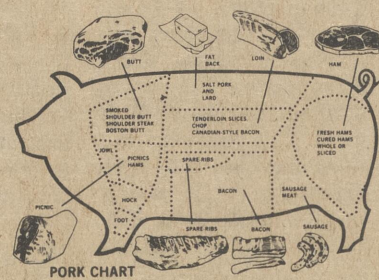 BUTT
FAT
BACK
LOIN
HAM
SALT PORK
AND
LARD
SMOKED
SHOULDER BUTT
SHOULDER STEAK
BOSTON BUTT
TENDERLOIN SLICES.
CHOP
CANADIAN-STYLE BACON
FRESH HAMS
CURED HAMS
WHOLE OR
SLICED
JOWL
PICNICS
HAMS
SPARE RIBS
BACON
SAUSAGE
MEAT
HOCK
FOOT
PICNIC
SPARE RIBS
BACON
SAUSAGE
PORK CHART